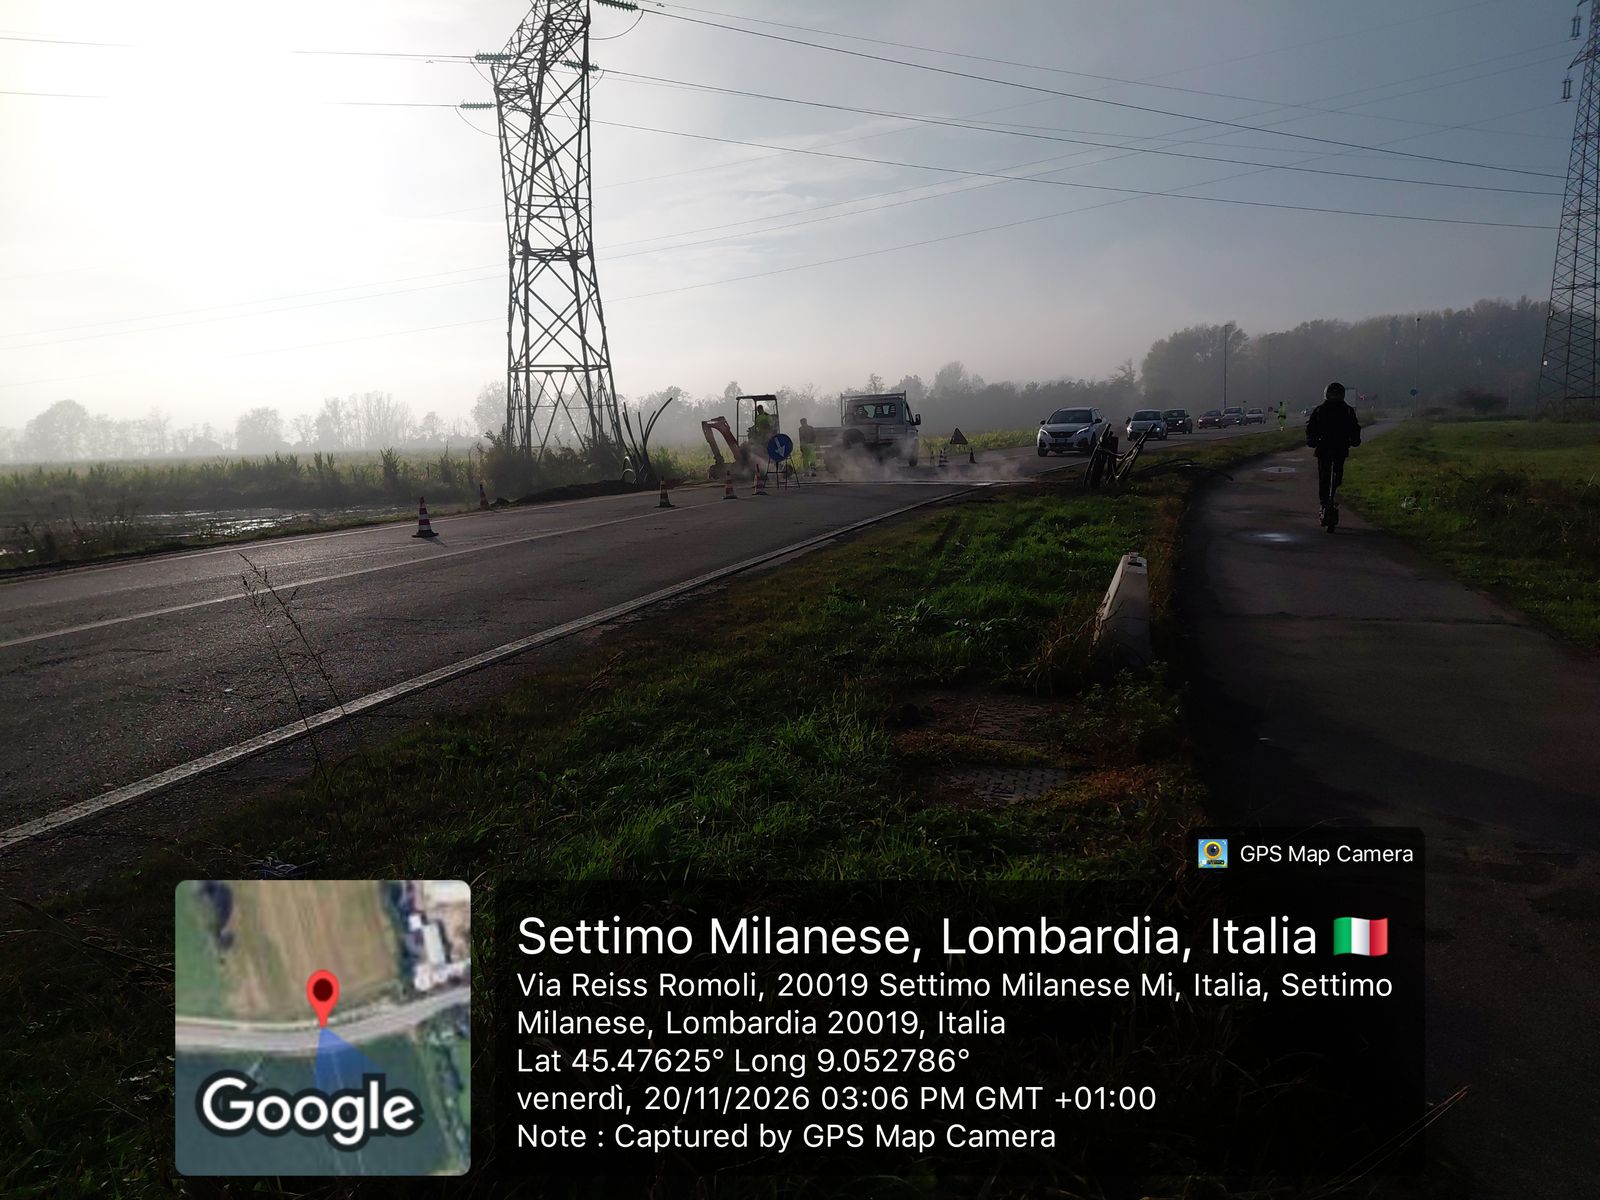 GPS Map Camera
Settimo Milanese, Lombardia, Italia
Via Reiss Romoli, 20019 Settimo Milanese Mi, Italia, Settimo
Milanese, Lombardia 20019, Italia
Lat 45.47625° Long 9.052786°
venerdì, 20/11/2026 03:06 PM GMT +01:00
Note : Captured by GPS Map Camera
Google